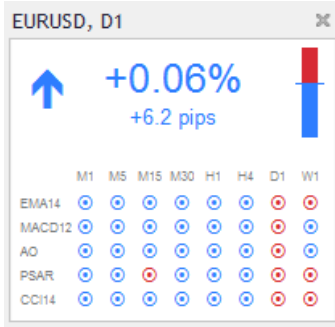 EURUSD, D1
+0.06%
+6.2 pips
M1 M5 M15 M30 H1 H4 D1 W1
EMA14
MACD12
AO
PSAR
CCI14